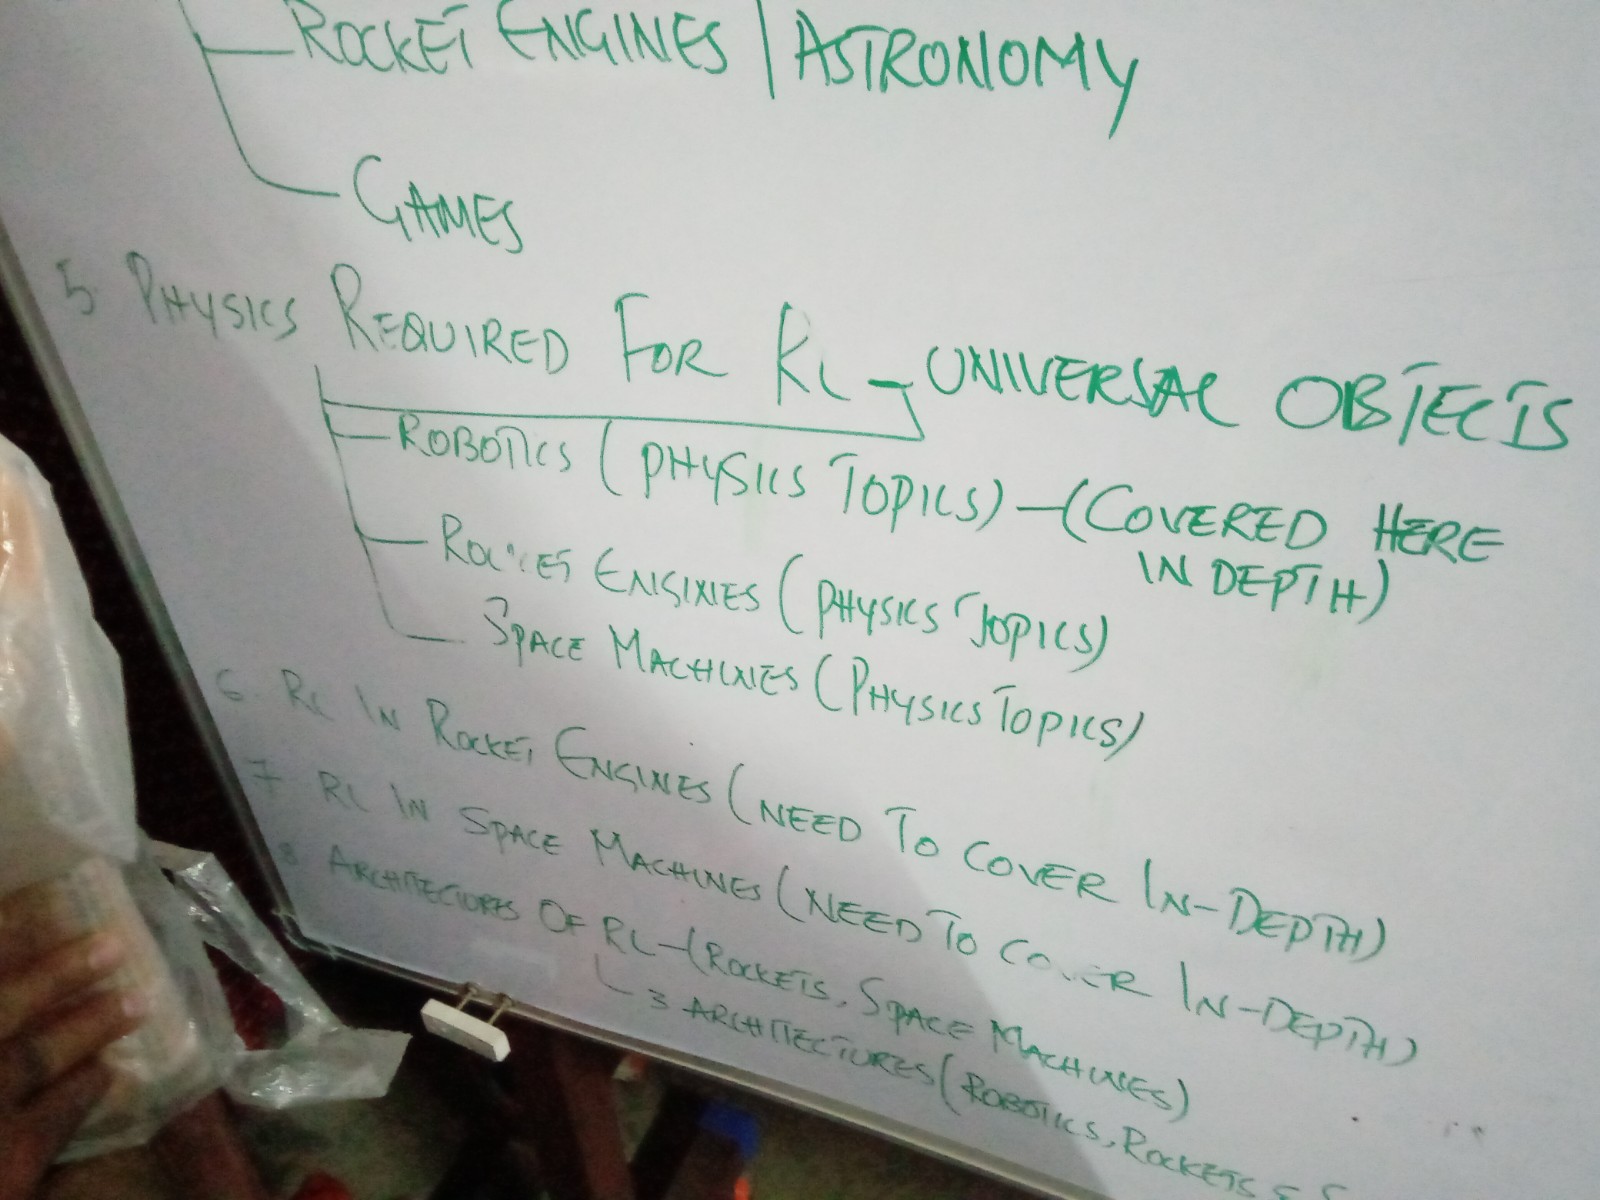 ROCKET ENGINES / ASTRONOMY
GAMES
5. PHYSICS REQUIRED FOR RL - UNIVERSAL OBJECTS
ROBOTICS (PHYSICS TOPICS) - (COVERED HERE
IN DEPTH)
ROCKET ENGINES (PHYSICS TOPICS)
SPACE MACHINES (PHYSICS TOPICS)
6. RL IN ROCKET ENGINES (NEED TO COVER IN-DEPTH)
7. RL IN SPACE MACHINES (NEED TO COVER IN-DEPTH)
8. ARCHITECTURES OF RL - (ROCKETS, SPACE MACHINES)
3 ARCHITECTURES (ROBOTICS, ROCKETS